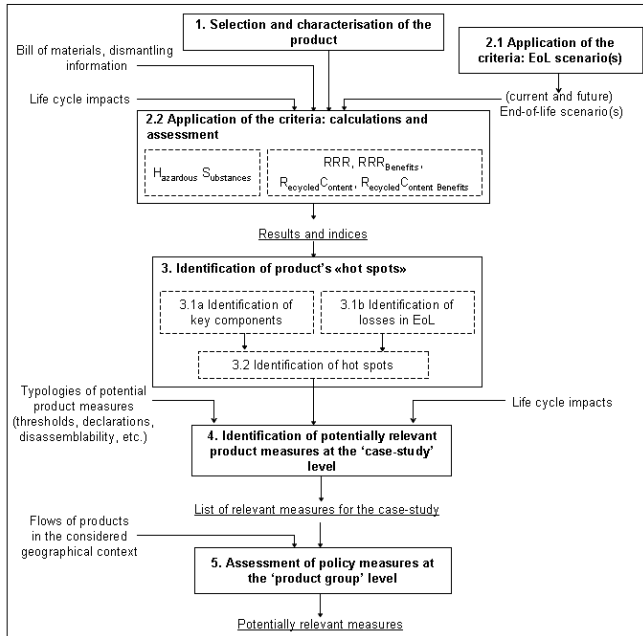 1. Selection and characterisation of the
product
2.1 Application of the
criteria: EoL scenario(s)
Bill of materials, dismantling
information
Life cycle impacts
(current and future)
End-of-life scenario(s)
2.2 Application of the criteria: calculations and
assessment
Hazardous Substances
RRR, RRRBenefits,
RecycledContent, RecycledContent Benefits
Results and indices
3. Identification of product's «hot spots»
3.1a Identification of
key components
3.1b Identification of
losses in EoL
3.2 Identification of hot spots
Typologies of potential
product measures
(thresholds, declarations,
disassemblability, etc.)
Life cycle impacts
4. Identification of potentially relevant
product measures at the ‘case-study’
level
List of relevant measures for the case-study
Flows of products
in the considered
geographical context
5. Assessment of policy measures at
the ‘product group’ level
Potentially relevant measures